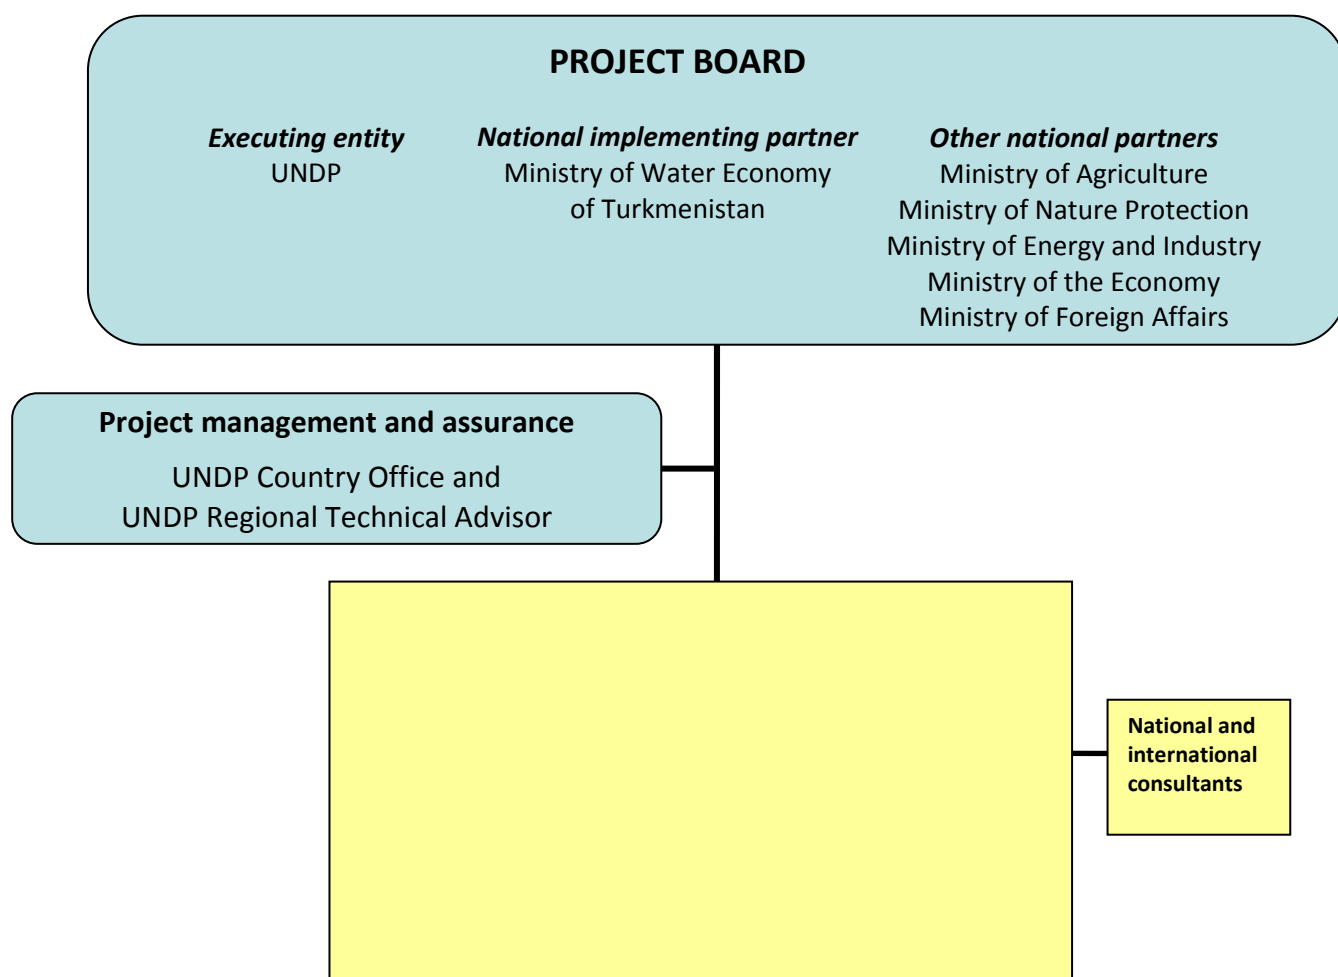 PROJECT BOARD
Executing entity
UNDP
National implementing partner
Ministry of Water Economy
of Turkmenistan
Other national partners
Ministry of Agriculture
Ministry of Nature Protection
Ministry of Energy and Industry
Ministry of the Economy
Ministry of Foreign Affairs
Project management and assurance
UNDP Country Office and
UNDP Regional Technical Advisor
National and
international
consultants